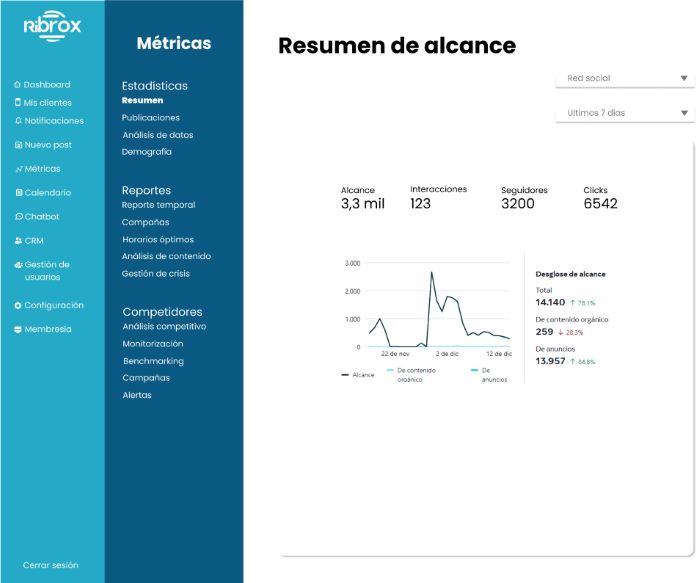 Ribrox
Dashboard
Mis clientes
Notificaciones
Nuevo post
Métricas
Calendario
Chatbot
CRM
Gestión de
usuarios
Configuración
Membresía
Cerrar sesión
Métricas
Estadísticas
Resumen
Publicaciones
Análisis de datos
Demografía
Reportes
Reporte temporal
Campañas
Horarios óptimos
Análisis de contenido
Gestión de crisis
Competidores
Análisis competitivo
Monitorización
Benchmarking
Campañas
Alertas
Resumen de alcance
Red social
Ultimos 7 días
Alcance
3,3 mil
Interacciones
123
Seguidores
3200
Clicks
6542
3.000
2.000
1.000
0
22 de nov
2 de dic
12 de dic
Alcance
De contenido
orgánico
De
anuncios
Desglose de alcance
Total
14.140 ↑ 78,1%
De contenido orgánico
259 ↓ 28,3%
De anuncios
13.957 ↑ 64,8%